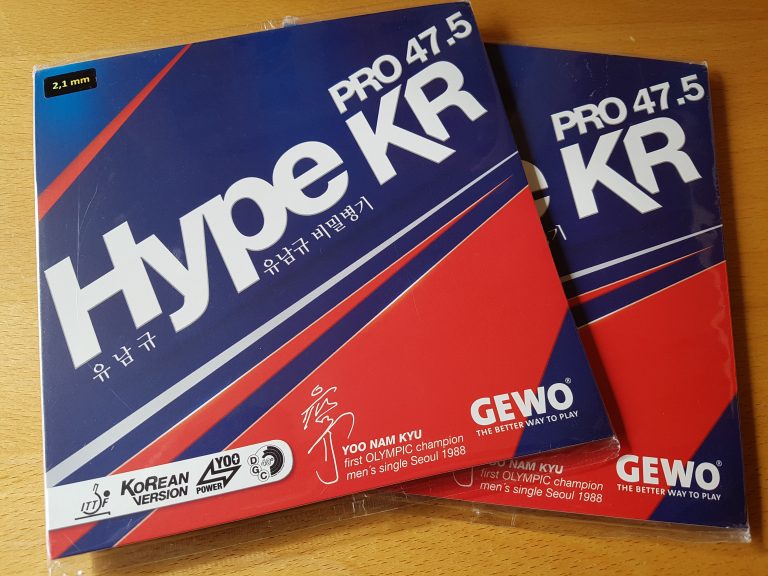 2,1 mm
PRO 47.5
Hype KR
유남규 비밀병기
유남규
YOO NAM KYU
first OLYMPIC champion
men´s single Seoul 1988
GEWO®
THE BETTER WAY TO PLAY
ITTF
KOREAN
VERSION
YOO
POWER
DGC
PRO 47.5
KR
기
YOO NAM KYU
first OLYMPIC champion
men´s single Seoul 1988
GEWO®
THE BETTER WAY TO PLAY